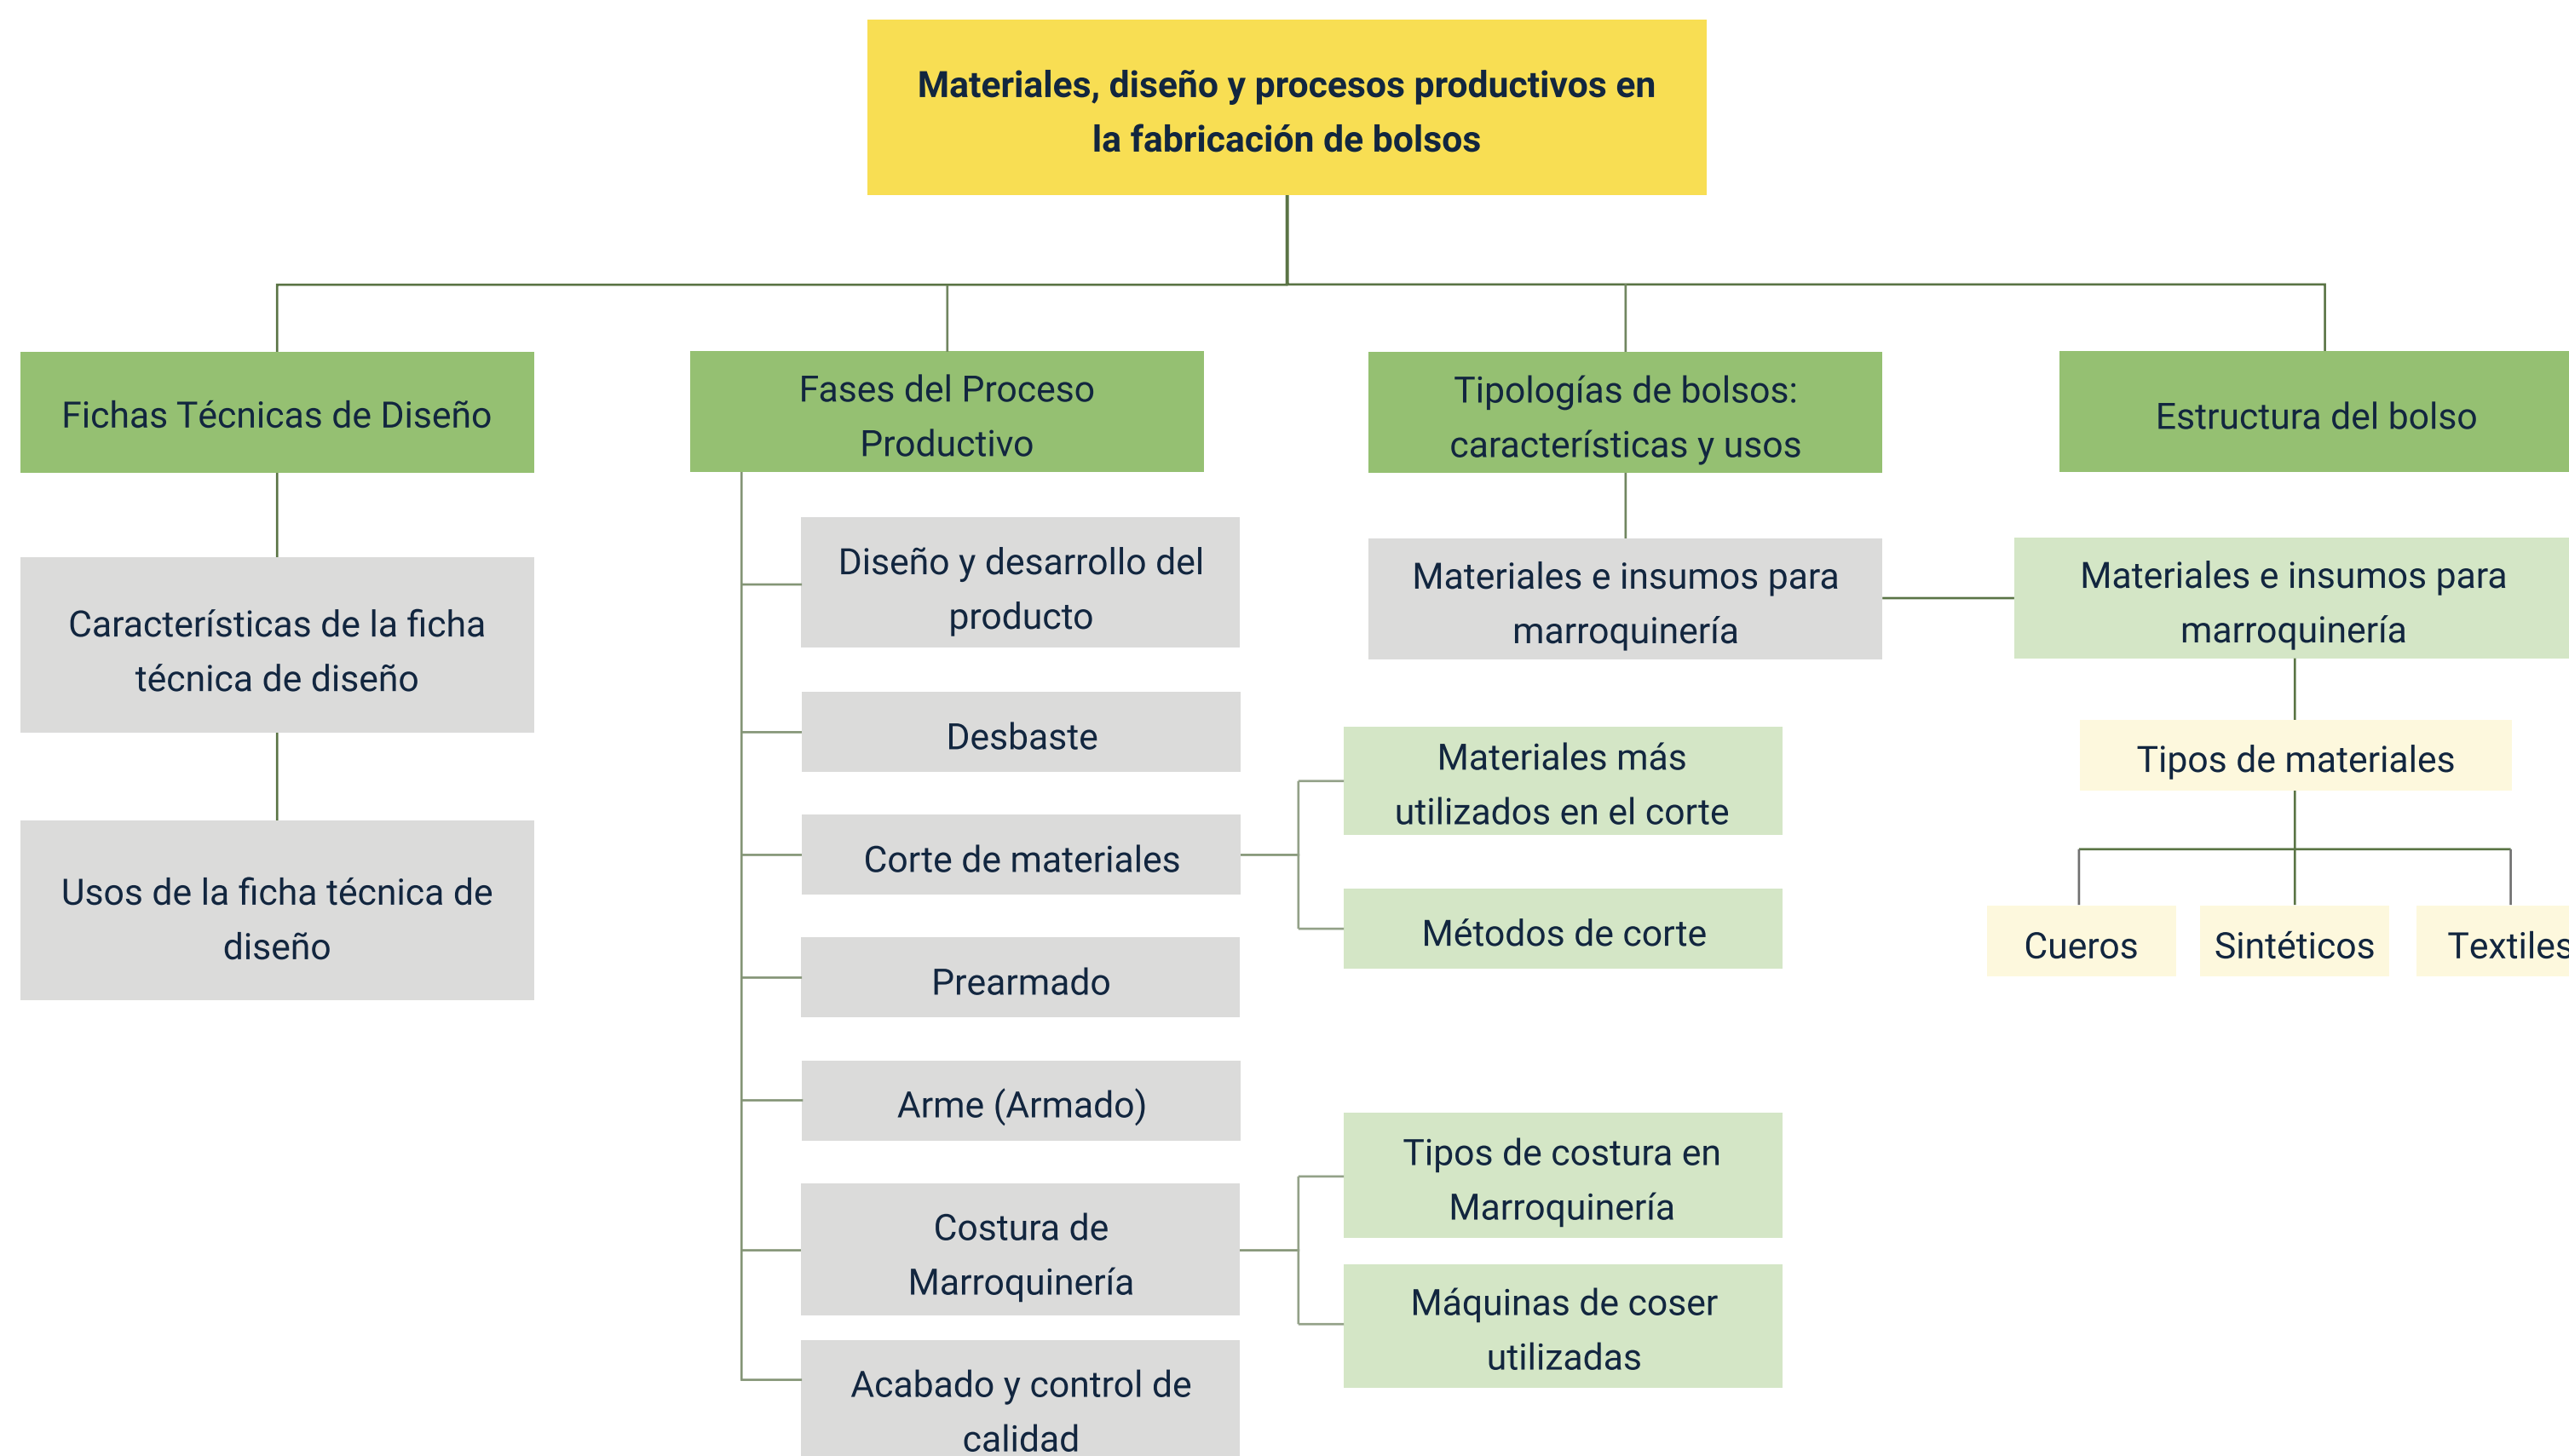 Materiales, diseño y procesos productivos en
la fabricación de bolsos
Fichas Técnicas de Diseño
Características de la ficha
técnica de diseño
Usos de la ficha técnica de
diseño
Fases del Proceso
Productivo
Diseño y desarrollo del
producto
Desbaste
Corte de materiales
Materiales más
utilizados en el corte
Métodos de corte
Prearmado
Arme (Armado)
Costura de
Marroquinería
Tipos de costura en
Marroquinería
Máquinas de coser
utilizadas
Acabado y control de
calidad
Tipologías de bolsos:
características y usos
Materiales e insumos para
marroquinería
Estructura del bolso
Materiales e insumos para
marroquinería
Tipos de materiales
Cueros
Sintéticos
Textiles